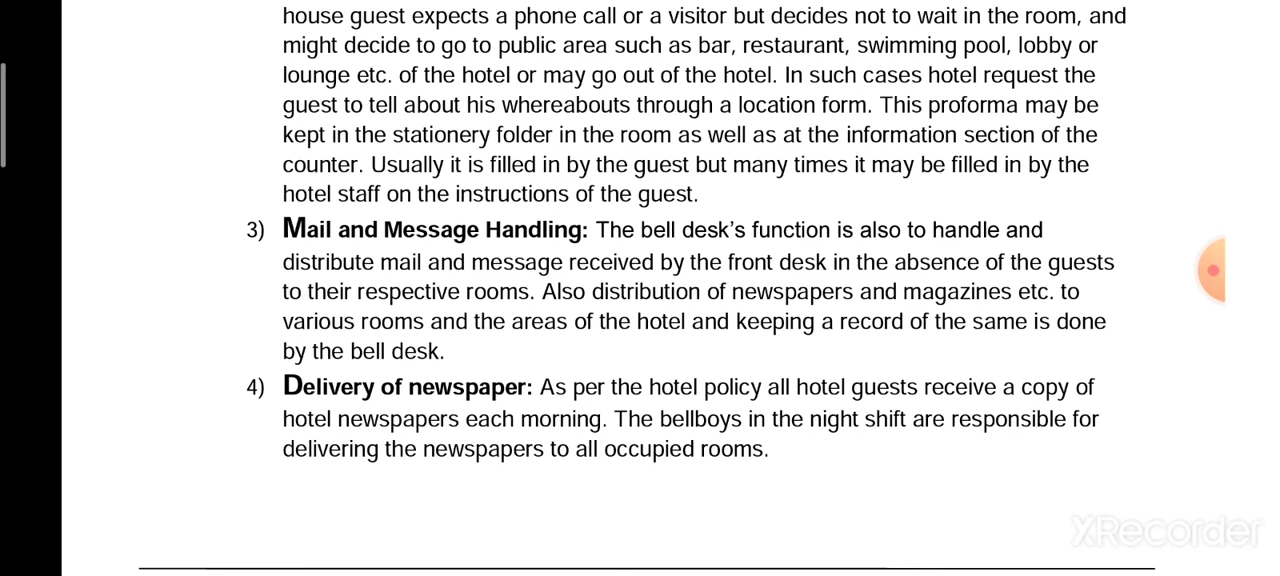 house guest expects a phone call or a visitor but decides not to wait in the room, and
might decide to go to public area such as bar, restaurant, swimming pool, lobby or
lounge etc. of the hotel or may go out of the hotel. In such cases hotel request the
guest to tell about his whereabouts through a location form. This proforma may be
kept in the stationery folder in the room as well as at the information section of the
counter. Usually it is filled in by the guest but many times it may be filled in by the
hotel staff on the instructions of the guest.
3) Mail and Message Handling: The bell desk's function is also to handle and
distribute mail and message received by the front desk in the absence of the guests
to their respective rooms. Also distribution of newspapers and magazines etc. to
various rooms and the areas of the hotel and keeping a record of the same is done
by the bell desk.
4) Delivery of newspaper: As per the hotel policy all hotel guests receive a copy of
hotel newspapers each morning. The bellboys in the night shift are responsible for
delivering the newspapers to all occupied rooms.
XRecorder